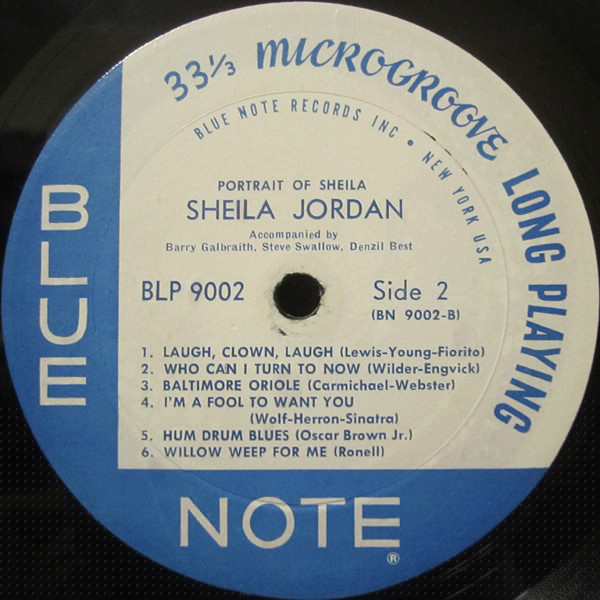 33⅓ MICROGROOVE LONG PLAYING
BLUE NOTE RECORDS INC • NEW YORK USA
PORTRAIT OF SHEILA
SHEILA JORDAN
Accompanied by
Barry Galbraith, Steve Swallow, Denzil Best
BLP 9002
Side 2
(BN 9002-B)
1. LAUGH, CLOWN, LAUGH (Lewis-Young-Fiorito)
2. WHO CAN I TURN TO NOW (Wilder-Engvick)
3. BALTIMORE ORIOLE (Carmichael-Webster)
4. I'M A FOOL TO WANT YOU
(Wolf-Herron-Sinatra)
5. HUM DRUM BLUES (Oscar Brown Jr.)
6. WILLOW WEEP FOR ME (Ronell)
BLUE
NOTE®